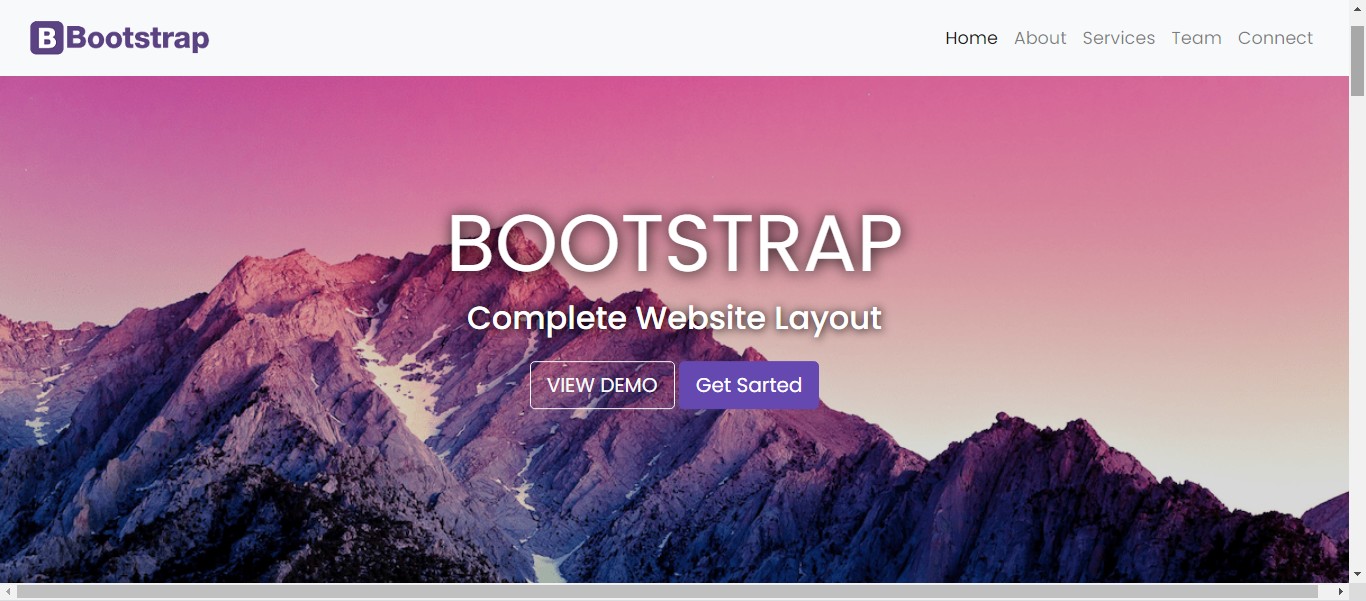 B Bootstrap
Home About Services Team Connect
BOOTSTRAP
Complete Website Layout
VIEW DEMO Get Sarted